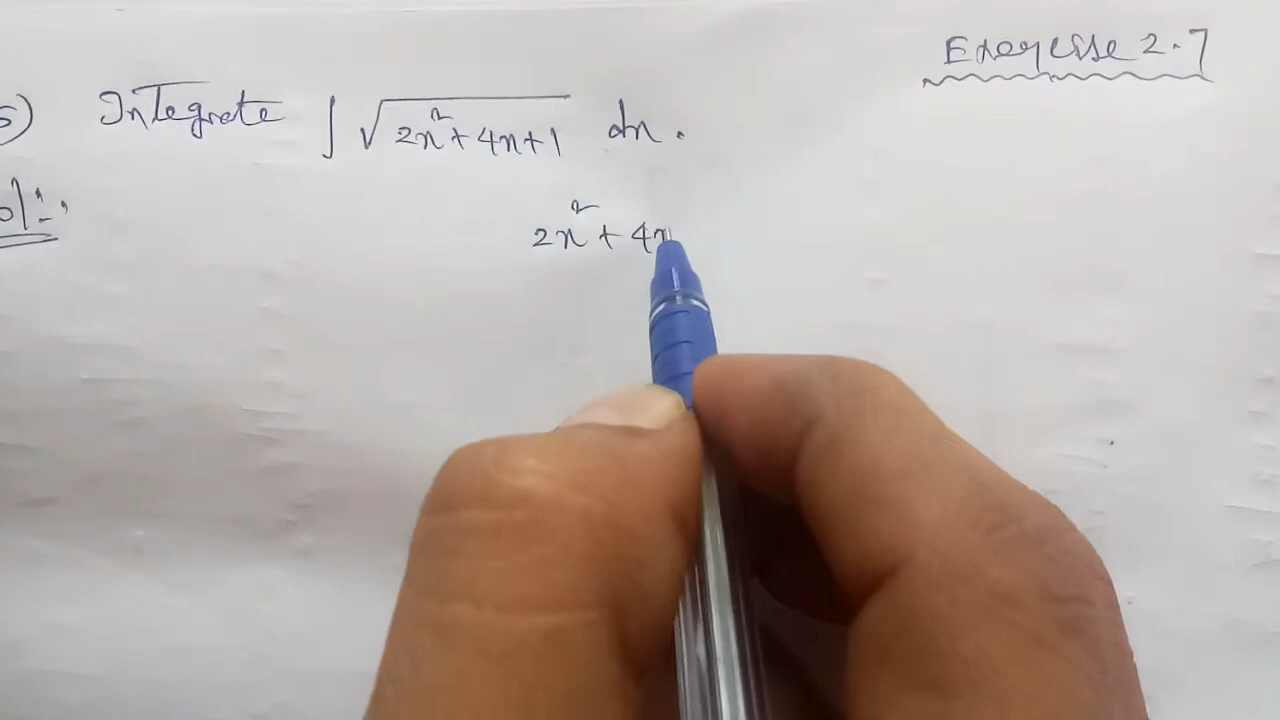 Exercise 2.7
5) Integrate ∫ √(2x² + 4x + 1) dx.
Sol:-
2x² + 4x